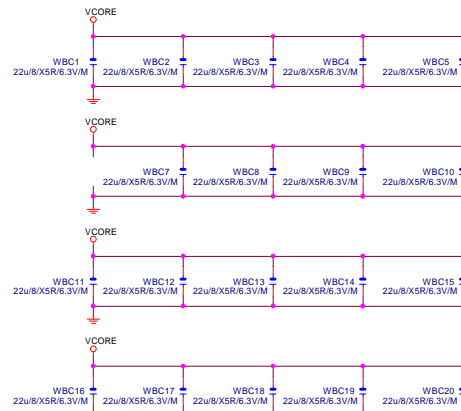 VCORE
WBC1 WBC2 WBC3 WBC4 WBC5
22u/8/X5R/6.3V/M 22u/8/X5R/6.3V/M 22u/8/X5R/6.3V/M 22u/8/X5R/6.3V/M 22u/8/X5R/6.3V/M
VCORE
WBC7 WBC8 WBC9 WBC10
22u/8/X5R/6.3V/M 22u/8/X5R/6.3V/M 22u/8/X5R/6.3V/M 22u/8/X5R/6.3V/M
VCORE
WBC11 WBC12 WBC13 WBC14 WBC15
22u/8/X5R/6.3V/M 22u/8/X5R/6.3V/M 22u/8/X5R/6.3V/M 22u/8/X5R/6.3V/M 22u/8/X5R/6.3V/M
VCORE
WBC16 WBC17 WBC18 WBC19 WBC20
22u/8/X5R/6.3V/M 22u/8/X5R/6.3V/M 22u/8/X5R/6.3V/M 22u/8/X5R/6.3V/M 22u/8/X5R/6.3V/M